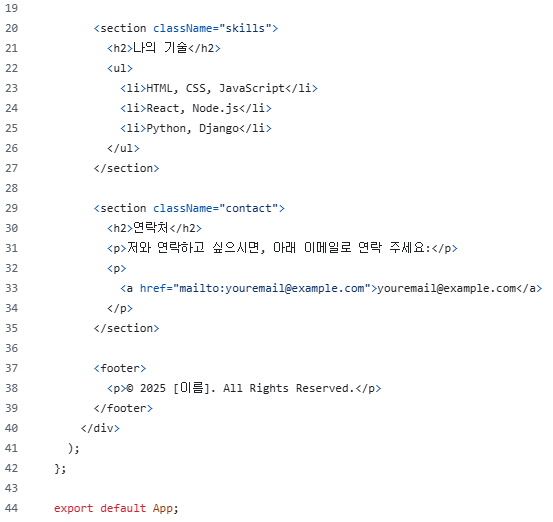 19
20 <section className="skills">
21 <h2>나의 기술</h2>
22 <ul>
23 <li>HTML, CSS, JavaScript</li>
24 <li>React, Node.js</li>
25 <li>Python, Django</li>
26 </ul>
27 </section>
28
29 <section className="contact">
30 <h2>연락처</h2>
31 <p>저와 연락하고 싶으시면, 아래 이메일로 연락 주세요:</p>
32 <p>
33 <a href="mailto:youremail@example.com">youremail@example.com</a>
34 </p>
35 </section>
36
37 <footer>
38 <p>© 2025 [이름]. All Rights Reserved.</p>
39 </footer>
40 </div>
41 );
42 };
43
44 export default App;